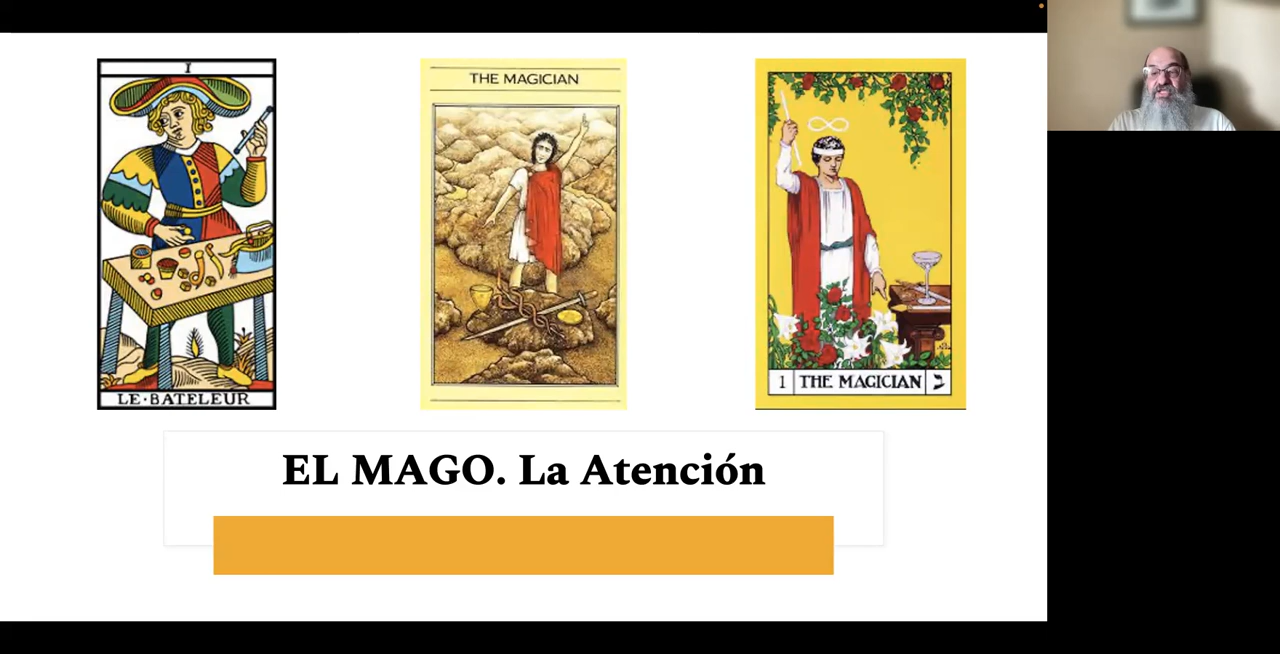 I
LE·BATELEUR
THE MAGICIAN
1 THE MAGICIAN ב
EL MAGO. La Atención